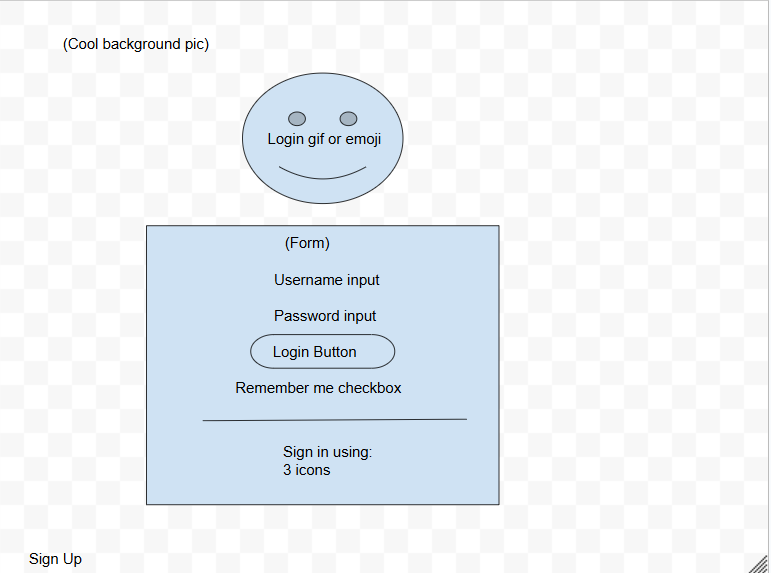 (Cool background pic)
Login gif or emoji
(Form)
Username input
Password input
Login Button
Remember me checkbox
Sign in using:
3 icons
Sign Up